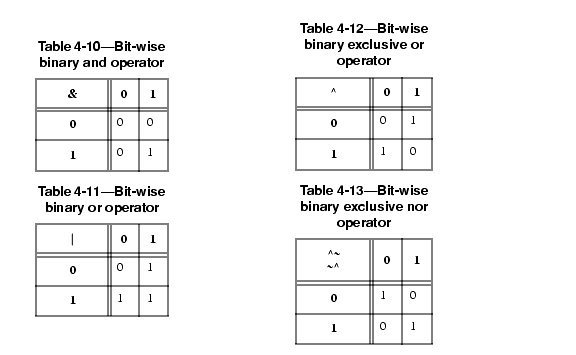 Table 4-10—Bit-wise
binary and operator
& 0 1
0 0 0
1 0 1
Table 4-11—Bit-wise
binary or operator
| 0 1
0 0 1
1 1 1
Table 4-12—Bit-wise
binary exclusive or
operator
^ 0 1
0 0 1
1 1 0
Table 4-13—Bit-wise
binary exclusive nor
operator
^~
~^ 0 1
0 1 0
1 0 1